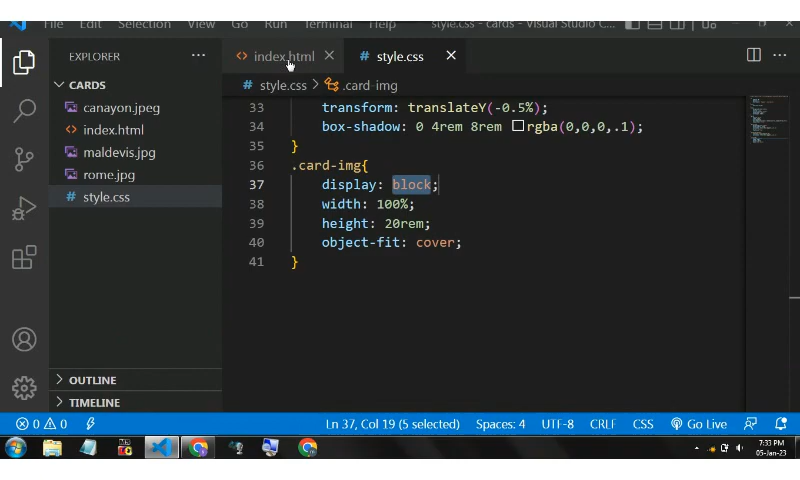 File Edit Selection View Go Run Terminal Help style.css - cards - Visual Studio C...
EXPLORER ...
index.html
# style.css
CARDS
# style.css > .card-img
canayon.jpeg
index.html
maldevis.jpg
rome.jpg
# style.css
33 transform: translateY(-0.5%);
34 box-shadow: 0 4rem 8rem rgba(0,0,0,.1);
35 }
36 .card-img{
37 display: block;
38 width: 100%;
39 height: 20rem;
40 object-fit: cover;
41 }
OUTLINE
TIMELINE
0 0 Ln 37, Col 19 (5 selected) Spaces: 4 UTF-8 CRLF CSS Go Live
7:33 PM
05-Jan-23